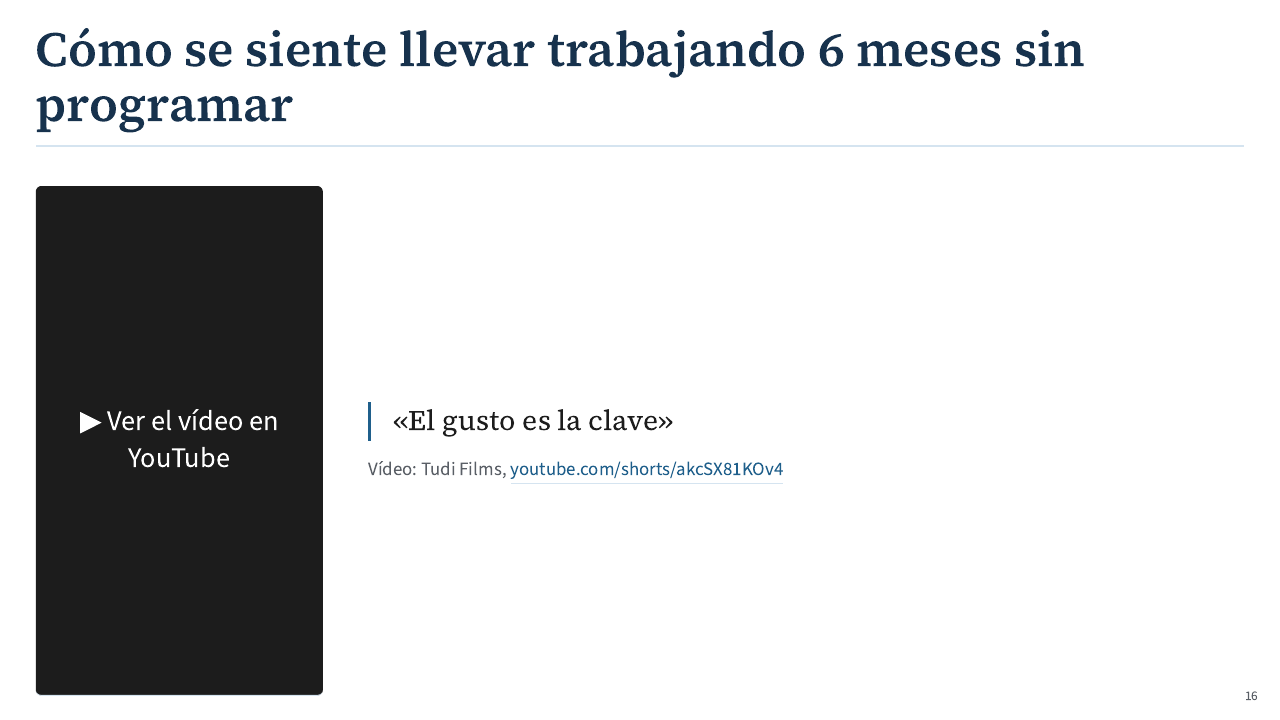 Cómo se siente llevar trabajando 6 meses sin
programar
▶ Ver el vídeo en
YouTube
«El gusto es la clave»
Vídeo: Tudi Films, youtube.com/shorts/akcSX81KOv4
16